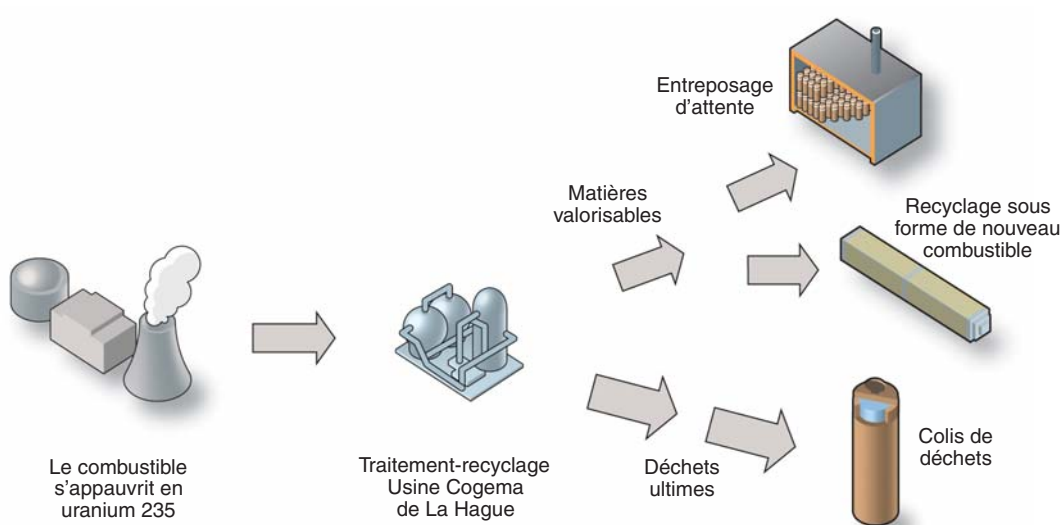 Entreposage
d'attente
Matières
valorisables
Recyclage sous
forme de nouveau
combustible
Le combustible
s'appauvrit en
uranium 235
Traitement-recyclage
Usine Cogema
de La Hague
Déchets
ultimes
Colis de
déchets